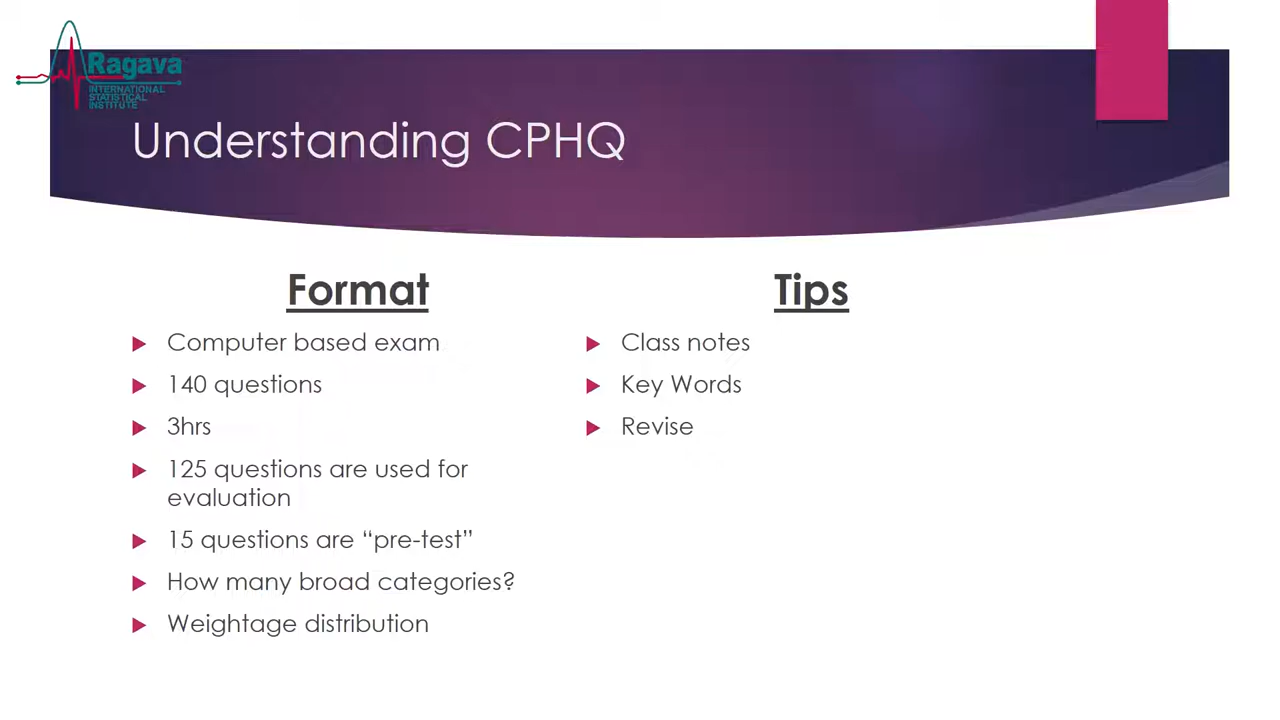 Ragava
INTERNATIONAL
STATISTICAL
INSTITUTE
Understanding CPHQ
Format
Computer based exam
140 questions
3hrs
125 questions are used for
evaluation
15 questions are “pre-test”
How many broad categories?
Weightage distribution
Tips
Class notes
Key Words
Revise